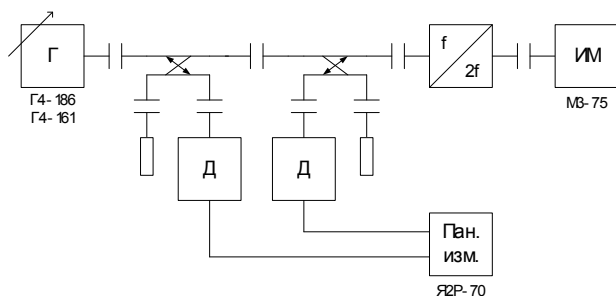 Г
f
2f
ИМ
Г4-186
Г4-161
М3-75
Д
Д
Пан.
изм.
Я2Р-70